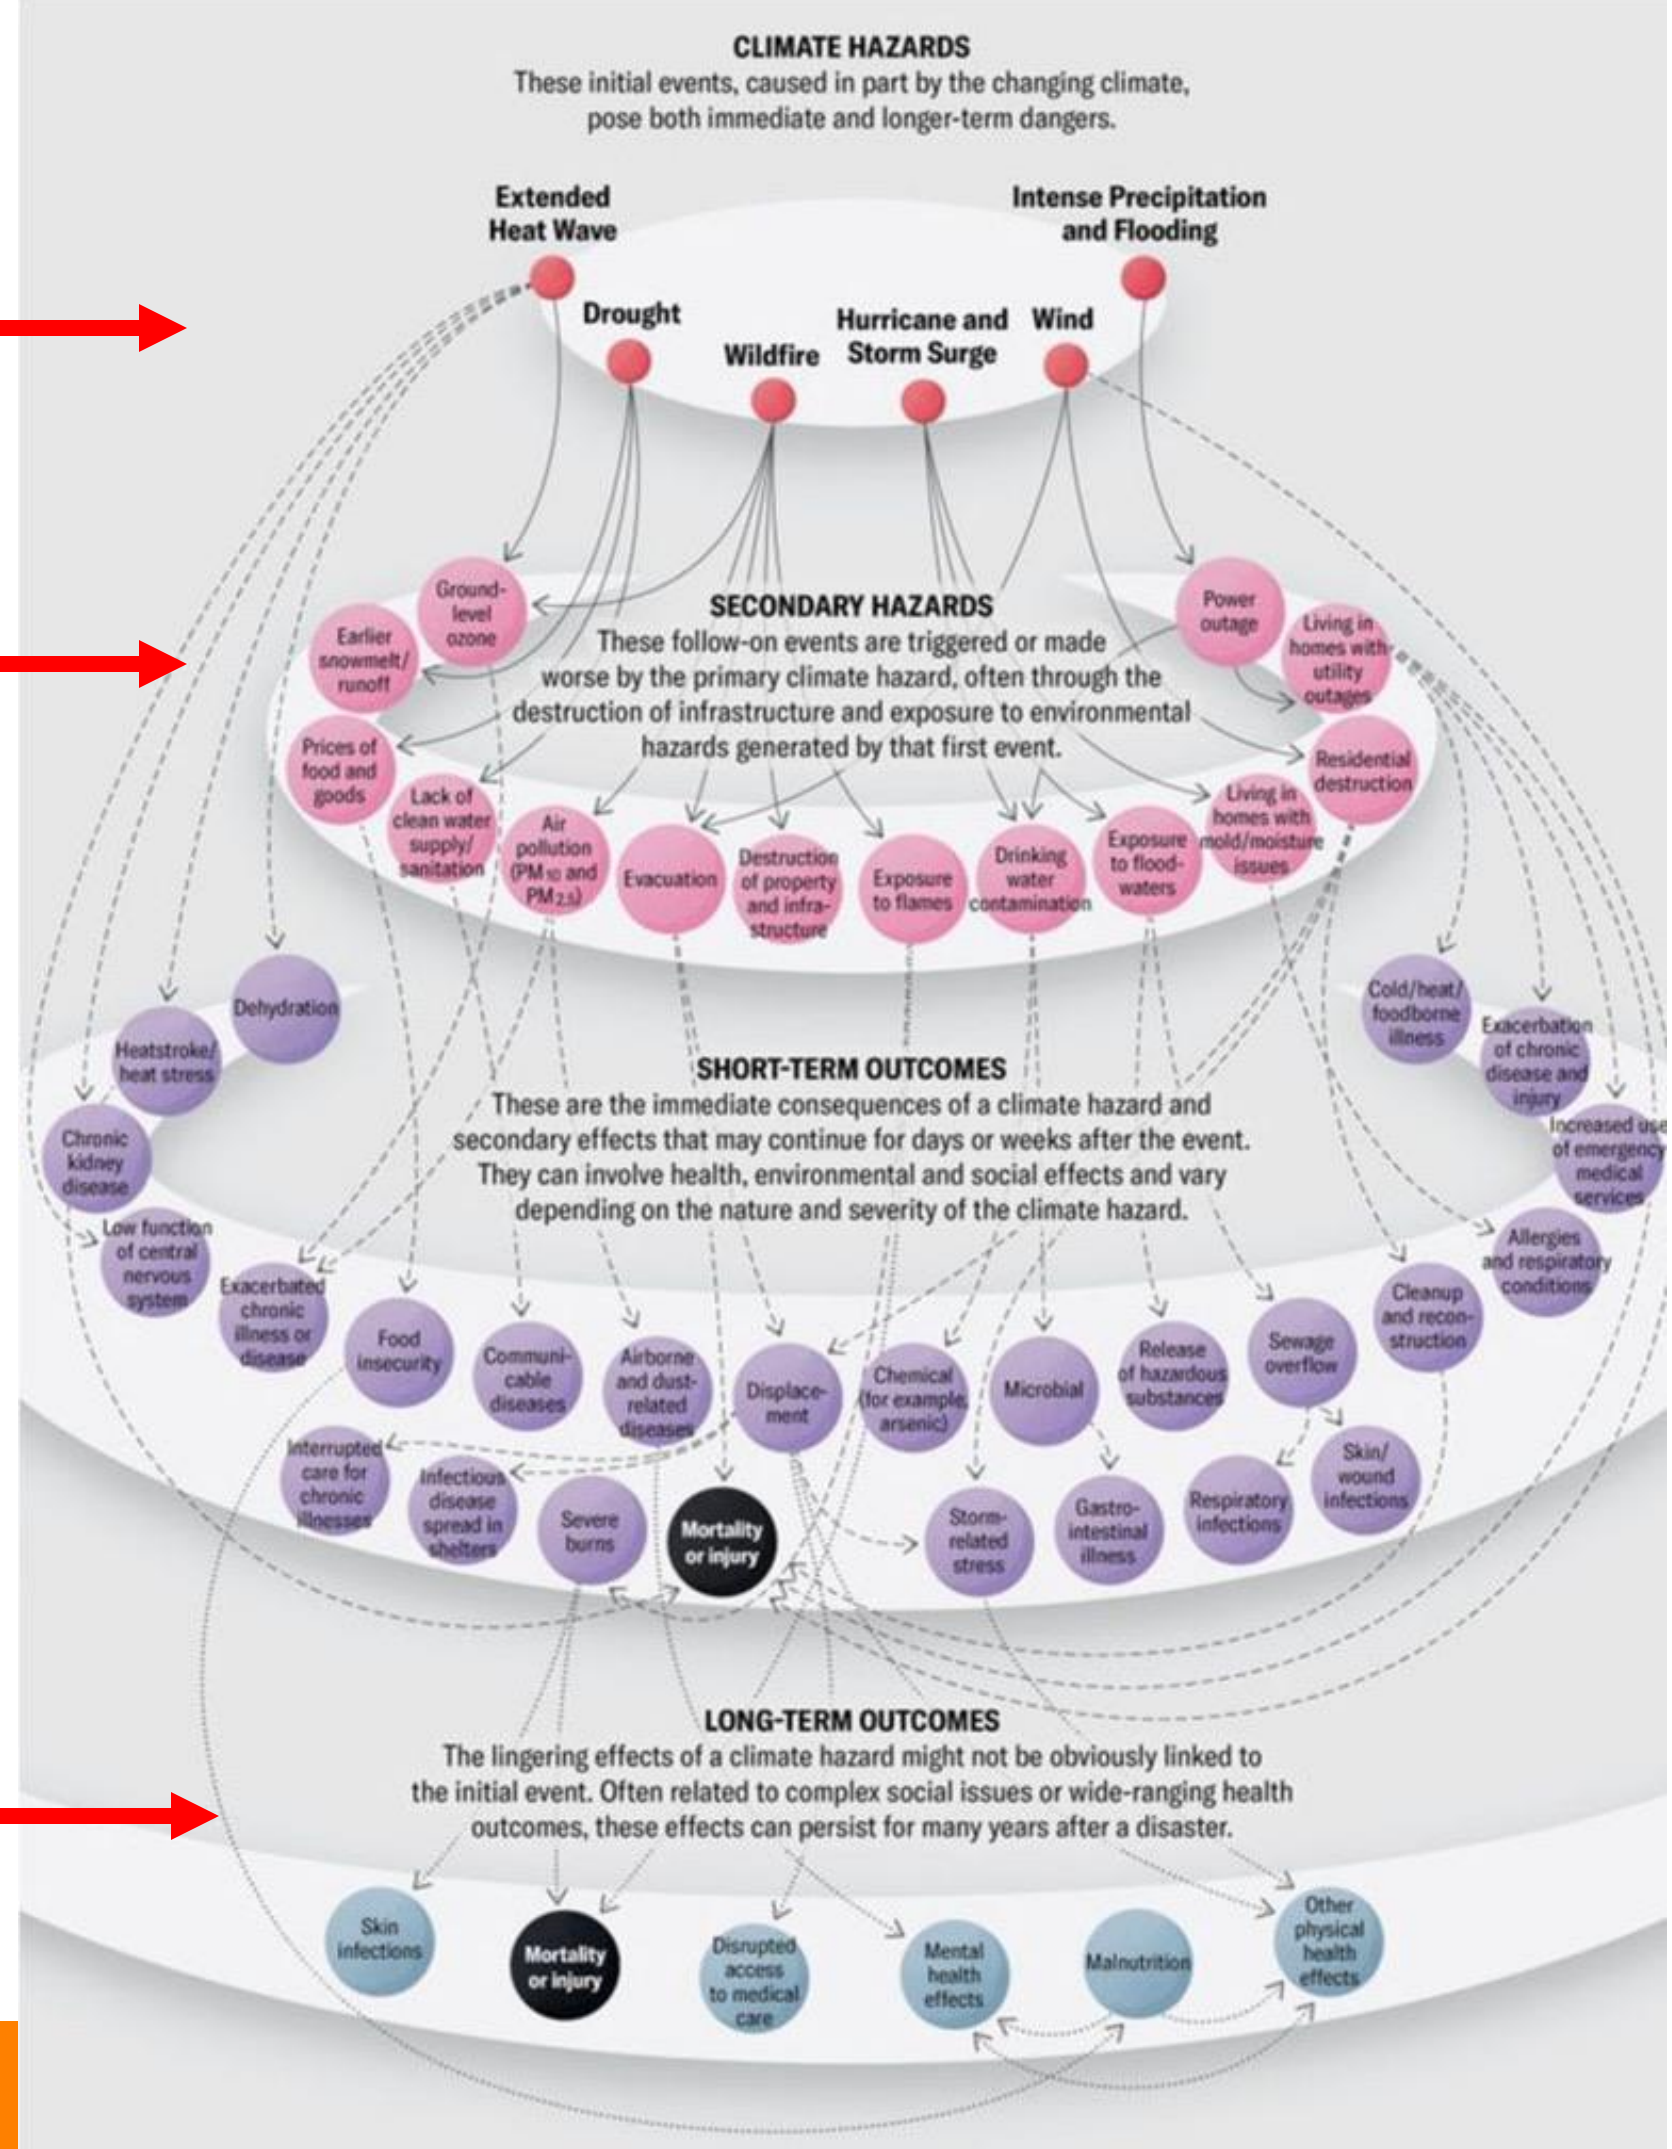 CLIMATE HAZARDS
These initial events, caused in part by the changing climate,
pose both immediate and longer-term dangers.
Extended
Heat Wave
Intense Precipitation
and Flooding
Drought
Wildfire
Hurricane and
Storm Surge
Wind
SECONDARY HAZARDS
These follow-on events are triggered or made
worse by the primary climate hazard, often through the
destruction of infrastructure and exposure to environmental
hazards generated by that first event.
Ground-
level
ozone
Earlier
snowmelt/
runoff
Prices of
food and
goods
Lack of
clean water
supply/
sanitation
Air
pollution
(PM10 and
PM2.5)
Evacuation
Destruction
of property
and infra-
structure
Exposure
to flames
Drinking
water
contamination
Exposure
to flood-
waters
Living in
homes with
mold/moisture
issues
Residential
destruction
Living in
homes with
utility
outages
Power
outage
SHORT-TERM OUTCOMES
These are the immediate consequences of a climate hazard and
secondary effects that may continue for days or weeks after the event.
They can involve health, environmental and social effects and vary
depending on the nature and severity of the climate hazard.
Dehydration
Heatstroke/
heat stress
Chronic
kidney
disease
Low function
of central
nervous
system
Exacerbated
chronic
illness or
disease
Food
insecurity
Communi-
cable
diseases
Airborne
and dust-
related
diseases
Displace-
ment
Chemical
(for example,
arsenic)
Microbial
Release
of hazardous
substances
Sewage
overflow
Cleanup
and recon-
struction
Allergies
and respiratory
conditions
Increased use
of emergency
medical
services
Exacerbation
of chronic
disease and
injury
Cold/heat/
foodborne
illness
Interrupted
care for
chronic
illnesses
Infectious
disease
spread in
shelters
Severe
burns
Mortality
or injury
Storm-
related
stress
Gastro-
intestinal
illness
Respiratory
infections
Skin/
wound
infections
LONG-TERM OUTCOMES
The lingering effects of a climate hazard might not be obviously linked to
the initial event. Often related to complex social issues or wide-ranging health
outcomes, these effects can persist for many years after a disaster.
Skin
infections
Mortality
or injury
Disrupted
access
to medical
care
Mental
health
effects
Malnutrition
Other
physical
health
effects